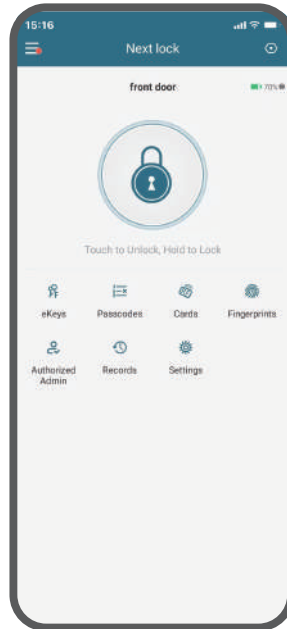 15:16
Next lock
front door
70%
Touch to Unlock, Hold to Lock
eKeys Passcodes Cards Fingerprints
Authorized Records Settings
Admin